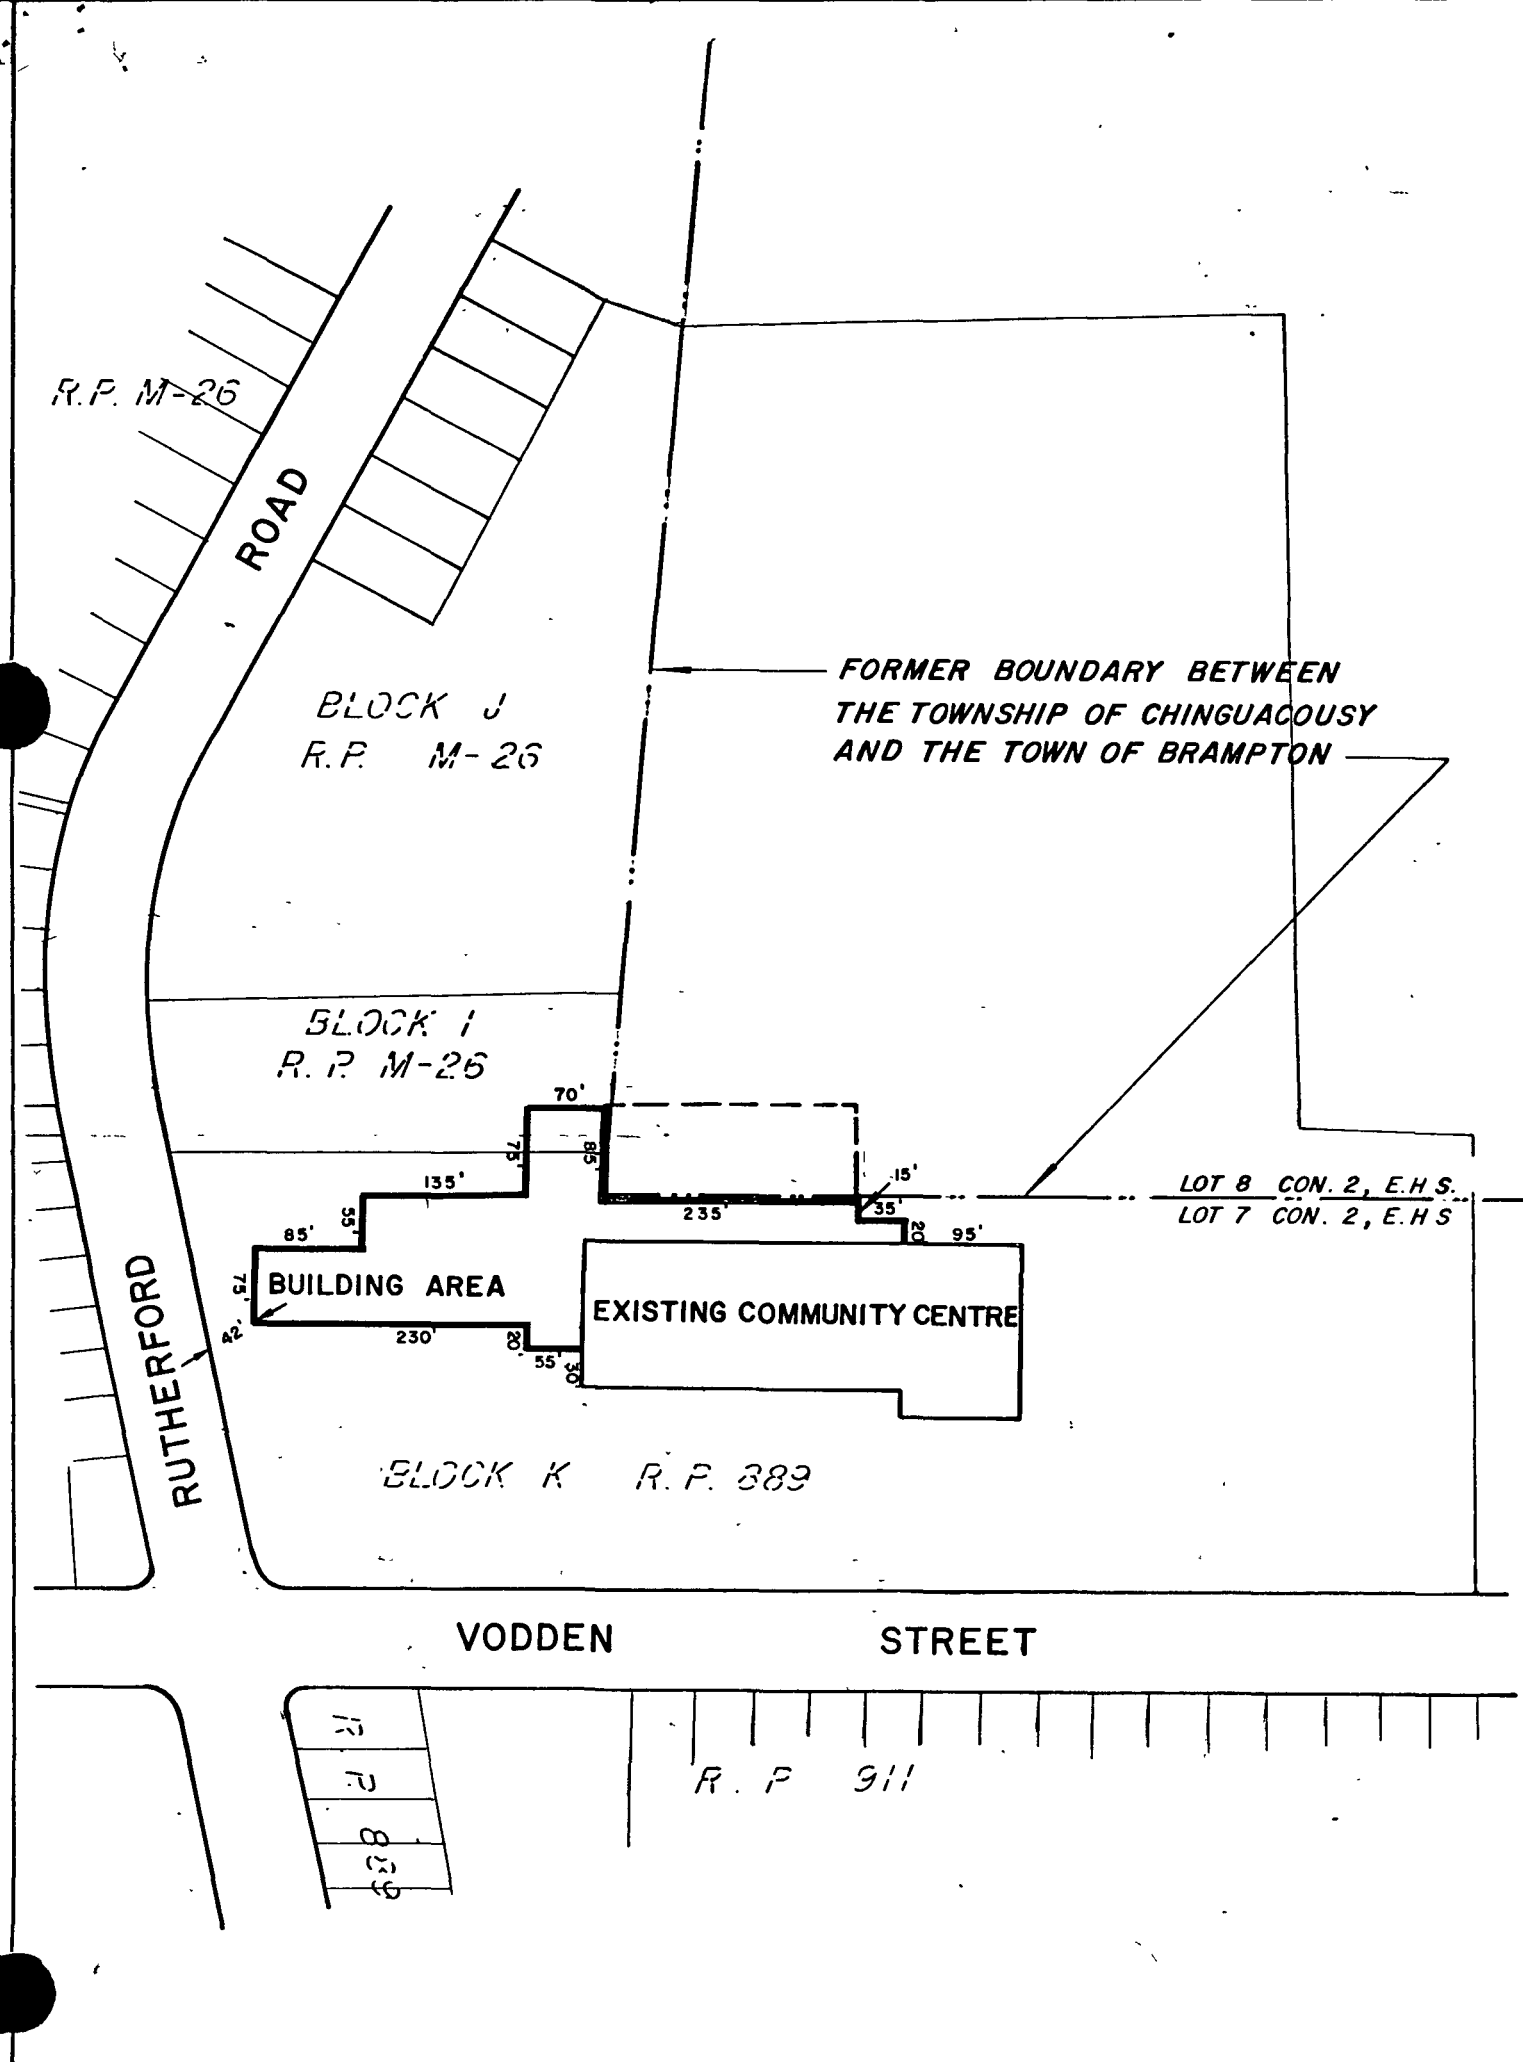 R.P. M-26
ROAD
FORMER BOUNDARY BETWEEN
THE TOWNSHIP OF CHINGUACOUSY
AND THE TOWN OF BRAMPTON
BLOCK J
R.P. M-26
BLOCK I
R.P. M-26
70'
75'
85'
135'
15'
LOT 8 CON. 2, E.H S.
LOT 7 CON. 2, E.H S
235'
35'
55'
20'
95'
85'
75'
BUILDING AREA
EXISTING COMMUNITY CENTRE
42'
230'
20'
55'
30'
RUTHERFORD
BLOCK K R.P. 889
VODDEN STREET
R P 889
R. P 911